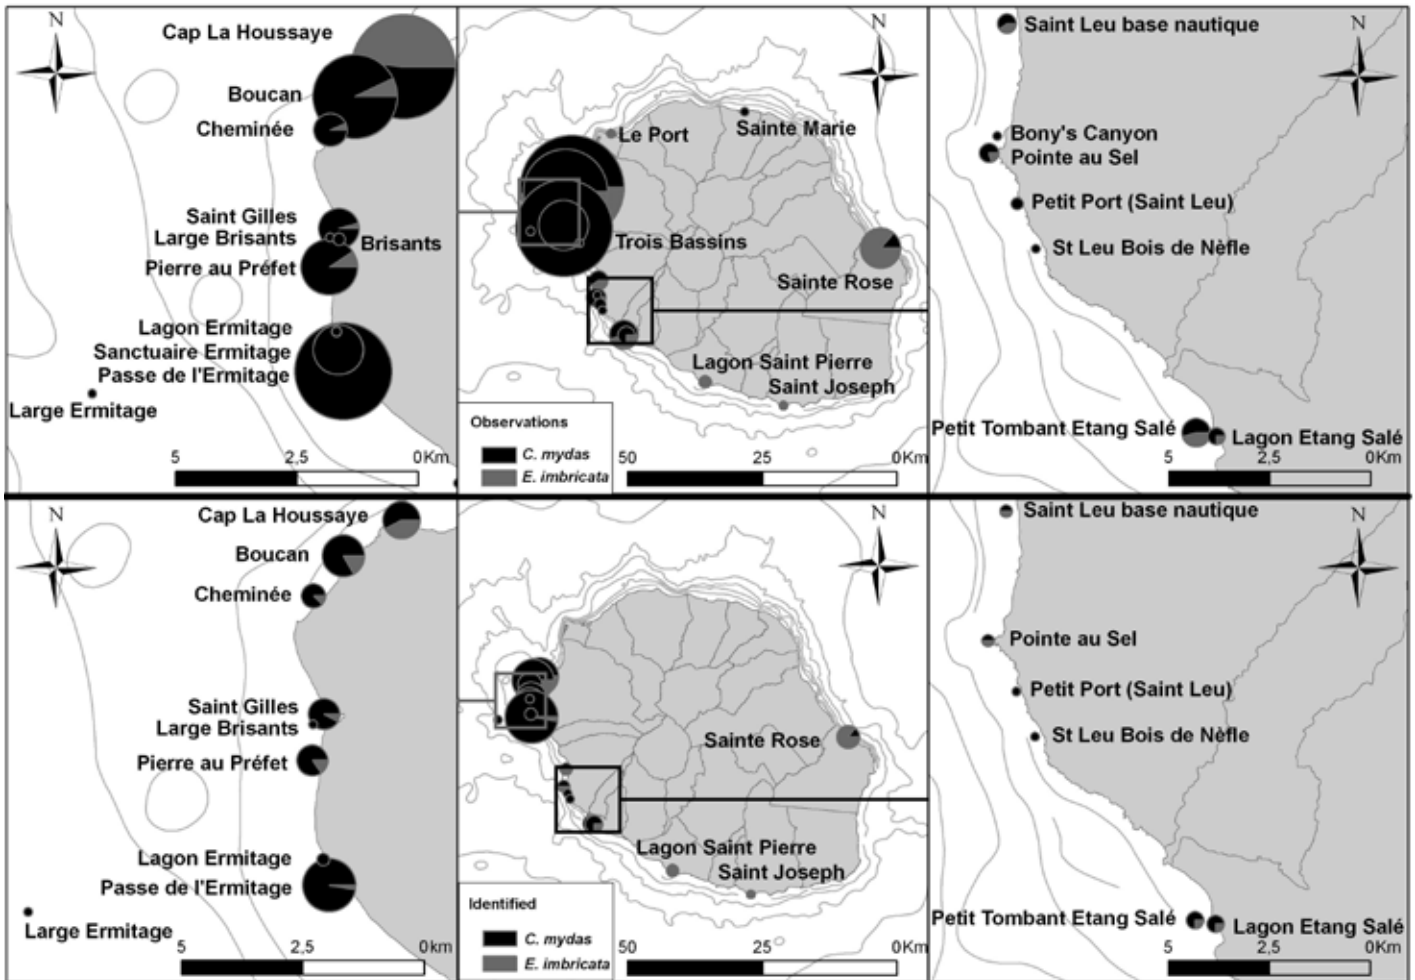 N
Cap La Houssaye
Boucan
Cheminée
Saint Gilles
Large Brisants
Brisants
Pierre au Préfet
Lagon Ermitage
Sanctuaire Ermitage
Passe de l'Ermitage
Large Ermitage
5 2,5 0Km
N
Le Port
Sainte Marie
Trois Bassins
Sainte Rose
Lagon Saint Pierre
Saint Joseph
Observations
C. mydas
E. imbricata
50 25 0Km
N
Saint Leu base nautique
Bony's Canyon
Pointe au Sel
Petit Port (Saint Leu)
St Leu Bois de Nèfle
Petit Tombant Etang Salé
Lagon Etang Salé
5 2,5 0Km
N
Cap La Houssaye
Boucan
Cheminée
Saint Gilles
Large Brisants
Pierre au Préfet
Lagon Ermitage
Passe de l'Ermitage
Large Ermitage
5 2,5 0km
N
Sainte Rose
Lagon Saint Pierre
Saint Joseph
Identified
C. mydas
E. imbricata
50 25 0Km
N
Saint Leu base nautique
Pointe au Sel
Petit Port (Saint Leu)
St Leu Bois de Nèfle
Petit Tombant Etang Salé
Lagon Etang Salé
5 2,5 0Km